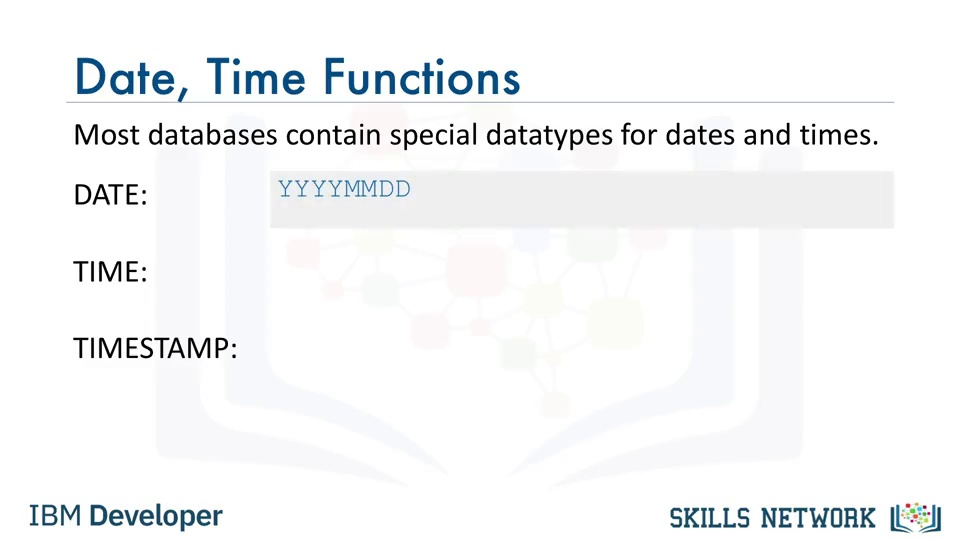 Date, Time Functions
Most databases contain special datatypes for dates and times.
DATE: YYYYMMDD
TIME:
TIMESTAMP:
IBM Developer
SKILLS NETWORK